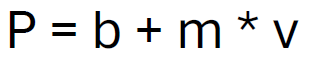 P = b + m * v